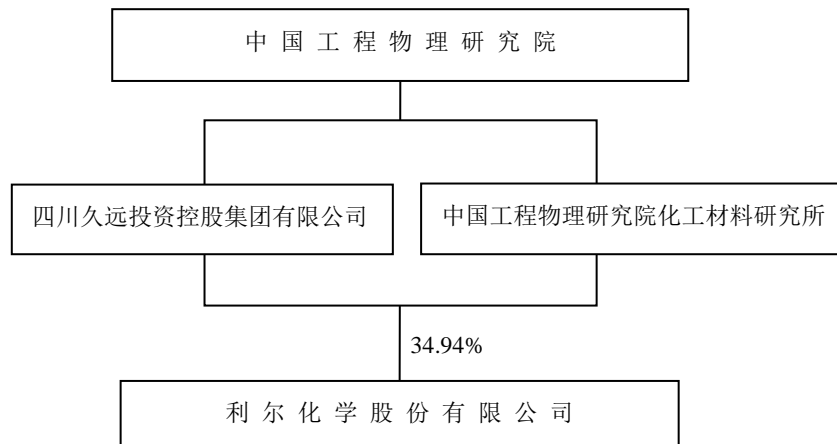 中国工程物理研究院
四川久远投资控股集团有限公司
中国工程物理研究院化工材料研究所
34.94%
利尔化学股份有限公司